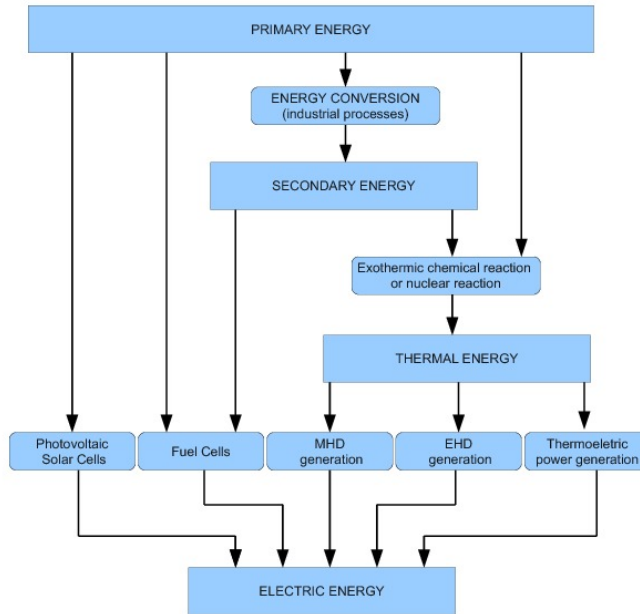 PRIMARY ENERGY
ENERGY CONVERSION
(industrial processes)
SECONDARY ENERGY
Exothermic chemical reaction
or nuclear reaction
THERMAL ENERGY
Photovoltaic
Solar Cells
Fuel Cells
MHD
generation
EHD
generation
Thermoeletric
power generation
ELECTRIC ENERGY